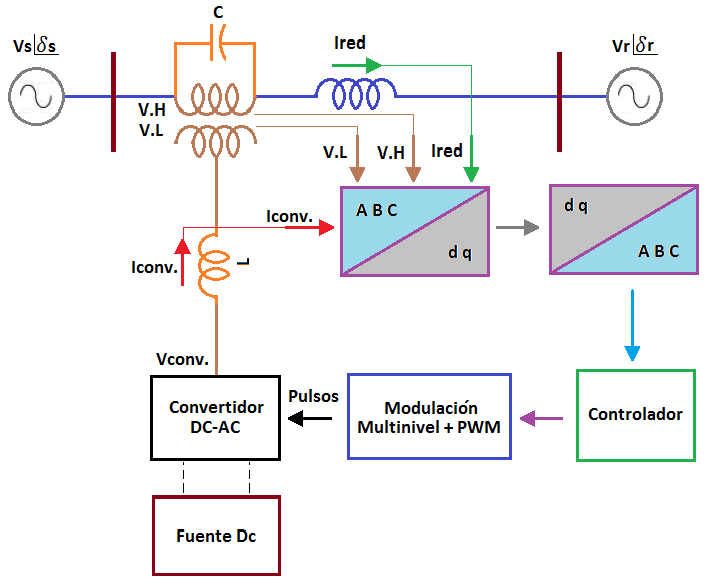 C
Vs|δs
Ired
Vr|δr
V.H
V.L
V.L
V.H
Ired
A B C
d q
d q
A B C
Iconv.
Iconv.
L
Vconv.
Convertidor
DC-AC
Pulsos
Modulación
Multinivel + PWM
Controlador
Fuente Dc